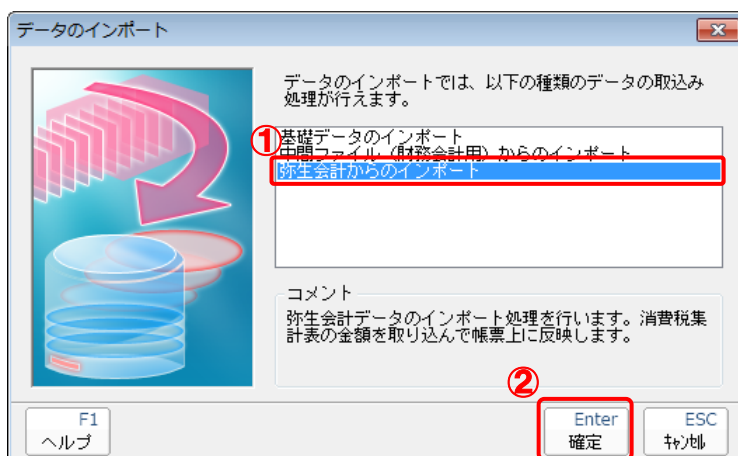 データのインポート
データのインポートでは、以下の種類のデータの取込み
処理が行えます。
①
基礎データのインポート
中間ファイル（財務会計用）からのインポート
弥生会計からのインポート
コメント
弥生会計データのインポート処理を行います。消費税集
計表の金額を取り込んで帳票上に反映します。
②
F1
ヘルプ
Enter
確定
ESC
ｷｬﾝｾﾙ